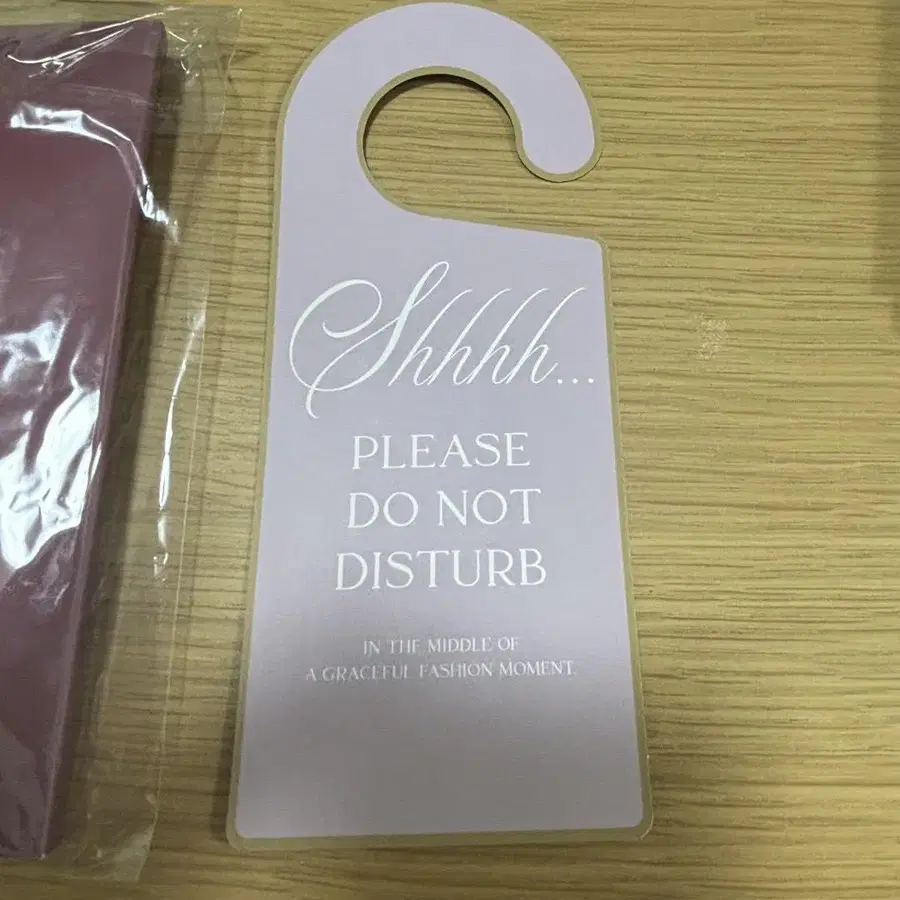 Shhhh...
PLEASE
DO NOT
DISTURB
IN THE MIDDLE OF
A GRACEFUL FASHION MOMENT.